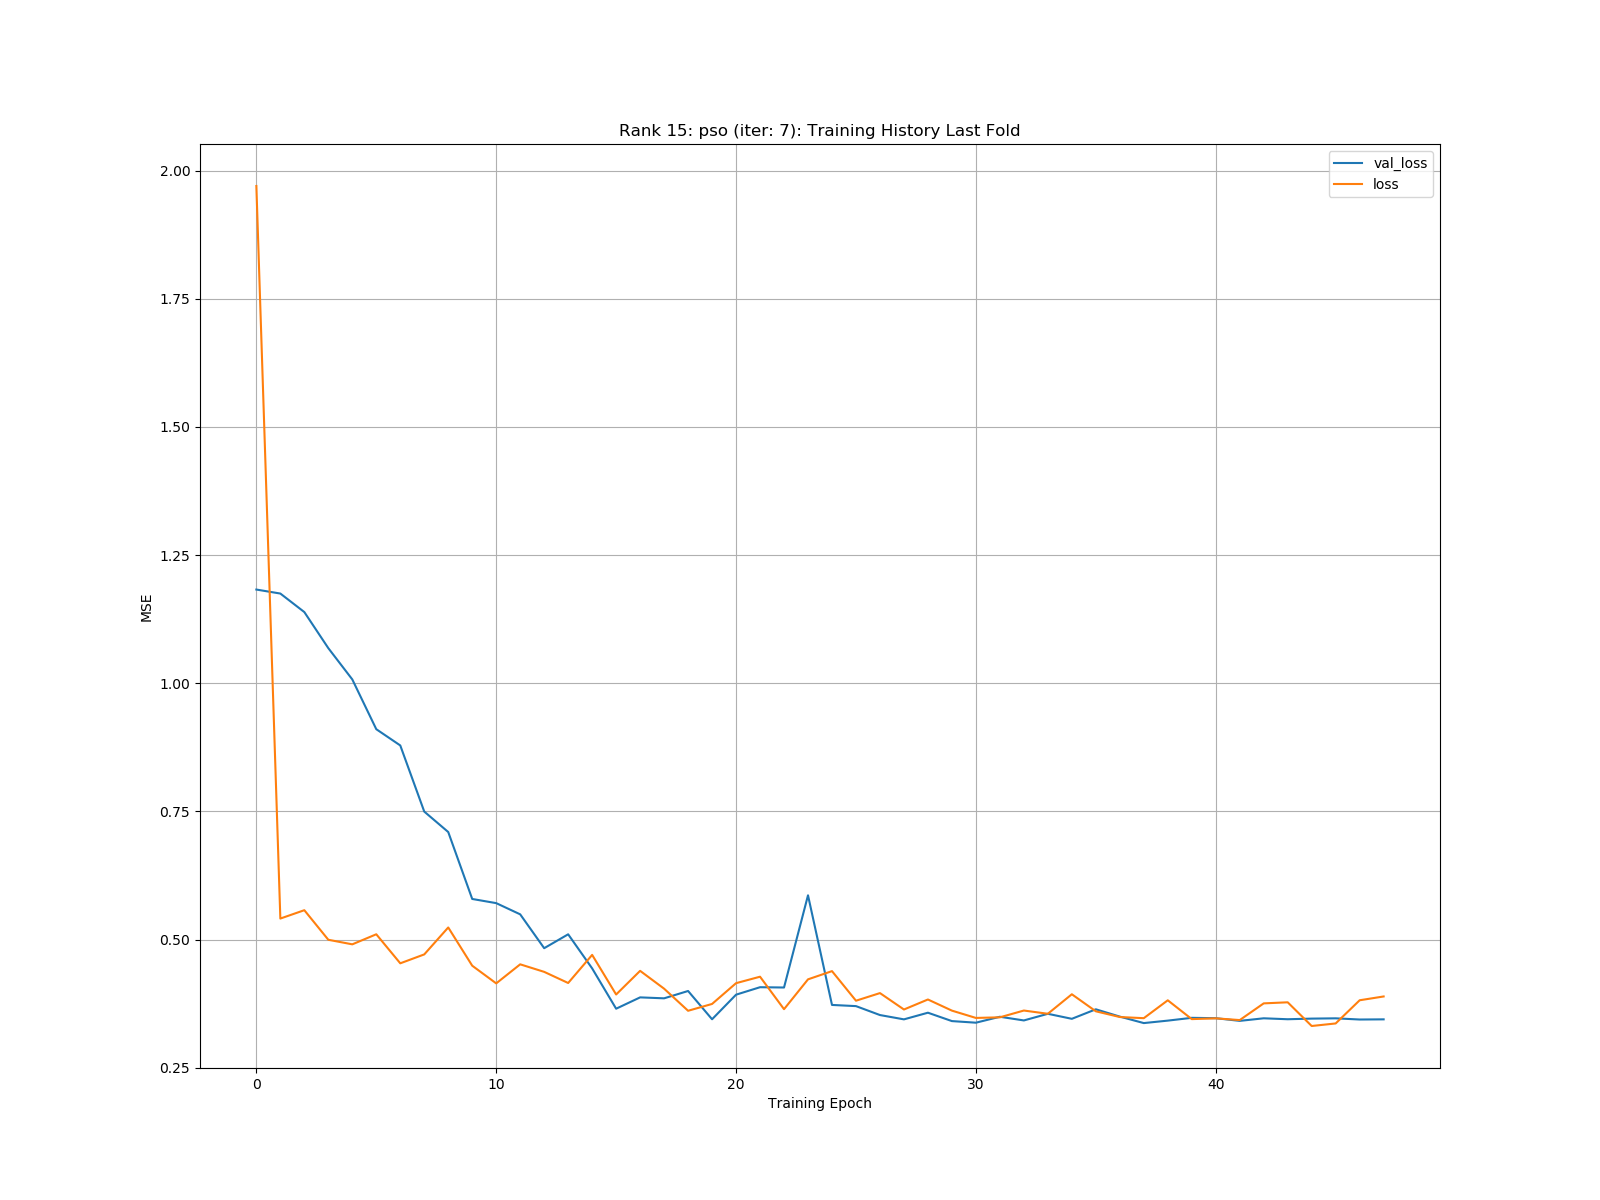 Rank 15: pso (iter: 7): Training History Last Fold
val_loss
loss
2.00
1.75
1.50
1.25
1.00
0.75
0.50
0.25
MSE
0 10 20 30 40
Training Epoch